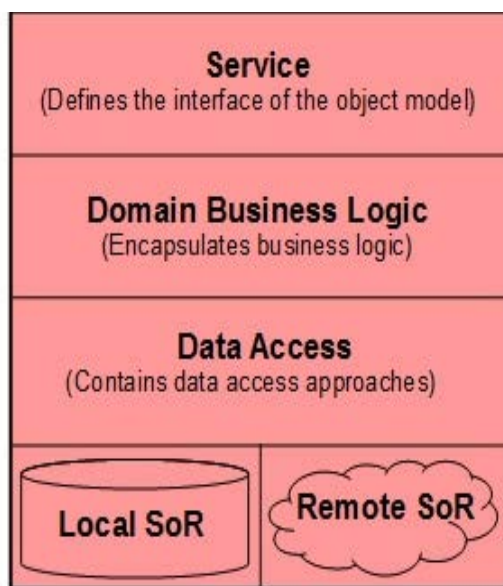 Service
(Defines the interface of the object model)
Domain Business Logic
(Encapsulates business logic)
Data Access
(Contains data access approaches)
Local SoR
Remote SoR